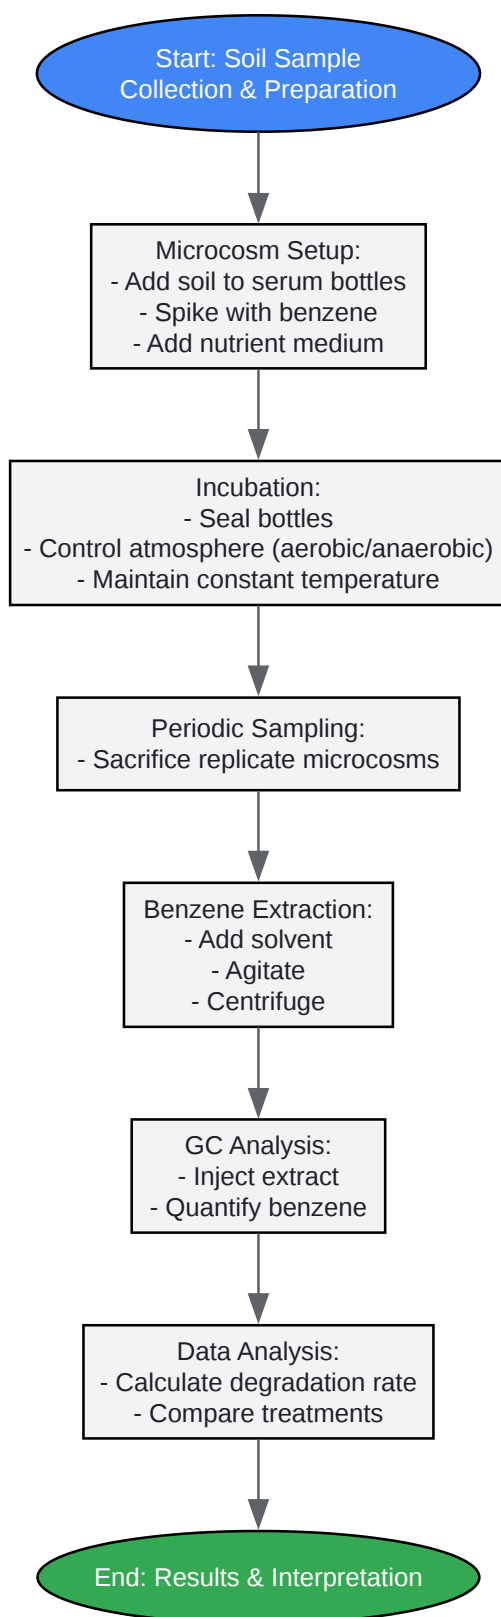 Start: Soil Sample
Collection & Preparation
Microcosm Setup:
- Add soil to serum bottles
- Spike with benzene
- Add nutrient medium
Incubation:
- Seal bottles
- Control atmosphere (aerobic/anaerobic)
- Maintain constant temperature
Periodic Sampling:
- Sacrifice replicate microcosms
Benzene Extraction:
- Add solvent
- Agitate
- Centrifuge
GC Analysis:
- Inject extract
- Quantify benzene
Data Analysis:
- Calculate degradation rate
- Compare treatments
End: Results & Interpretation